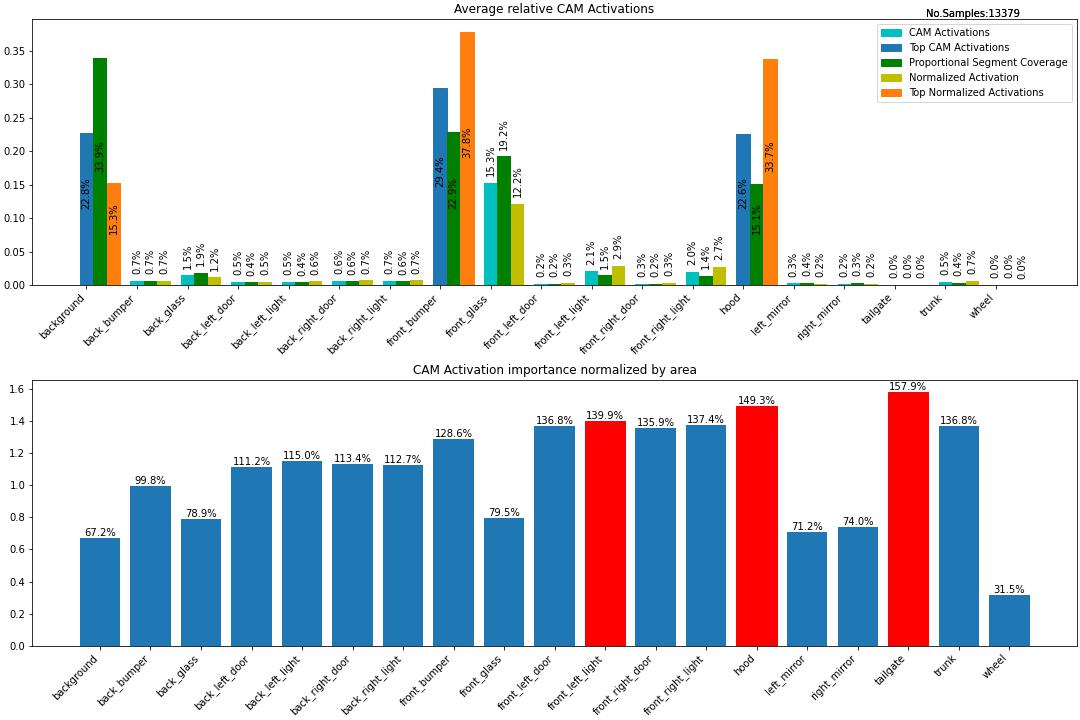 Average relative CAM Activations
No.Samples:13379
CAM Activations
Top CAM Activations
Proportional Segment Coverage
Normalized Activation
Top Normalized Activations
0.35
0.30
0.25
0.20
0.15
0.10
0.05
0.00
22.8% 33.9% 15.3%
0.7% 0.7% 0.7%
1.5% 1.9% 1.2%
0.5% 0.4% 0.5%
0.5% 0.4% 0.6%
0.6% 0.6% 0.7%
0.7% 0.6% 0.7%
29.4% 22.9% 37.8%
15.3% 19.2% 12.2%
0.2% 0.2% 0.3%
2.1% 1.5% 2.9%
0.3% 0.2% 0.3%
2.0% 1.4% 2.7%
22.6% 15.1% 33.7%
0.3% 0.4% 0.2%
0.2% 0.3% 0.2%
0.0% 0.0% 0.0%
0.5% 0.4% 0.7%
0.0% 0.0% 0.0%
background
back_bumper
back_glass
back_left_door
back_left_light
back_right_door
back_right_light
front_bumper
front_glass
front_left_door
front_left_light
front_right_door
front_right_light
hood
left_mirror
right_mirror
tailgate
trunk
wheel
CAM Activation importance normalized by area
1.6
1.4
1.2
1.0
0.8
0.6
0.4
0.2
0.0
67.2%
99.8%
78.9%
111.2%
115.0%
113.4%
112.7%
128.6%
79.5%
136.8%
139.9%
135.9%
137.4%
149.3%
71.2%
74.0%
157.9%
136.8%
31.5%
background
back_bumper
back_glass
back_left_door
back_left_light
back_right_door
back_right_light
front_bumper
front_glass
front_left_door
front_left_light
front_right_door
front_right_light
hood
left_mirror
right_mirror
tailgate
trunk
wheel